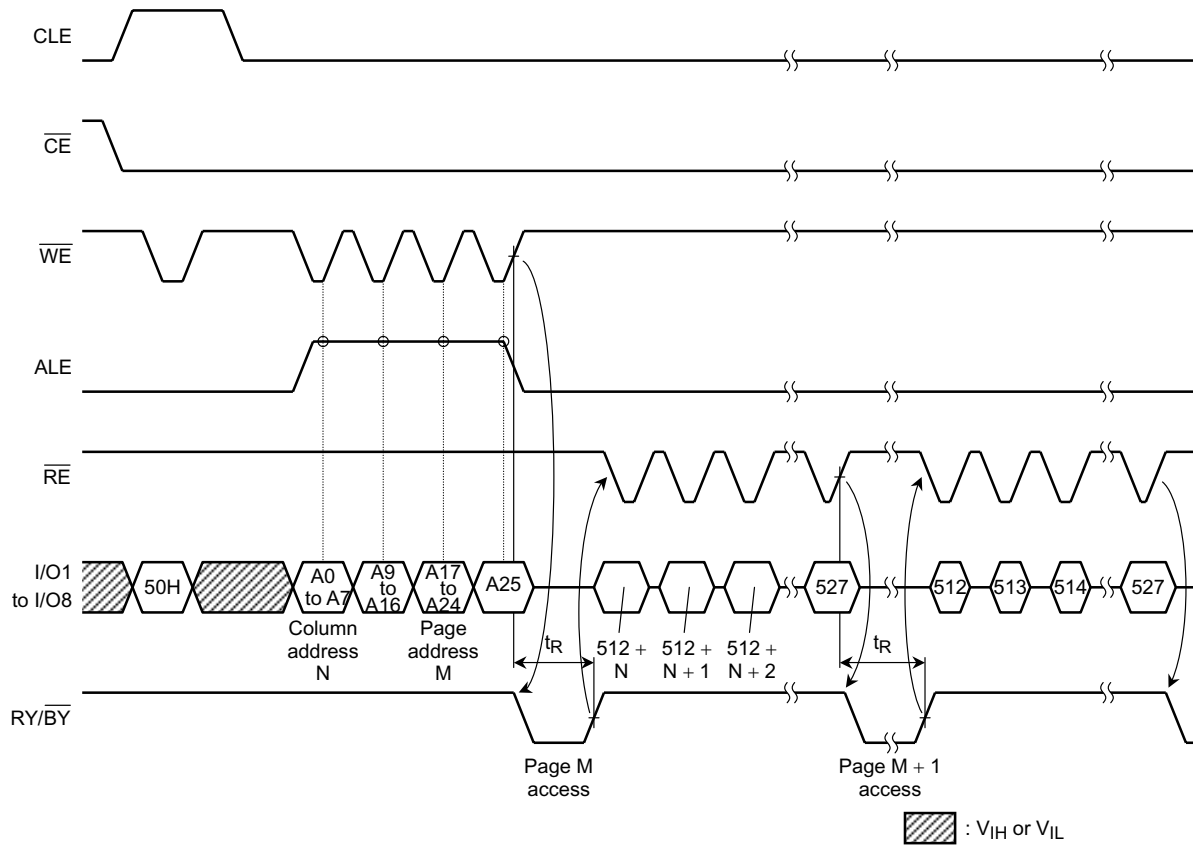 CLE
CE
WE
ALE
RE
I/O1
to I/O8
50H
A0
to A7
A9
to
A16
A17
to
A24
A25
527
512
513
514
527
Column
address
N
Page
address
M
tR
512 +
N
512 +
N + 1
512 +
N + 2
tR
RY/BY
Page M
access
Page M + 1
access
: VIH or VIL